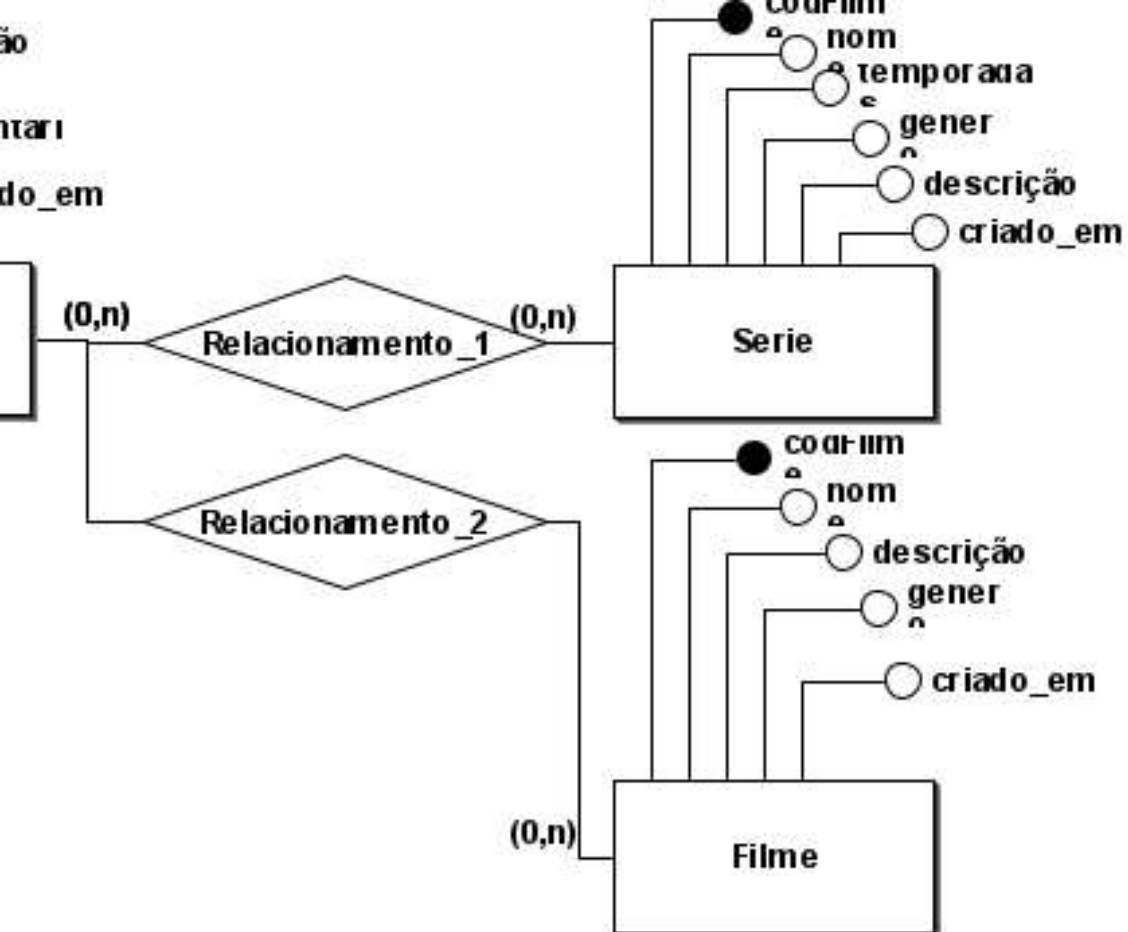 codFilm
e
ão
nom
e
temporada
s
gener
o
ntari
descrição
do_em
criado_em
(0,n)
Relacionamento_1
(0,n)
Serie
codFilm
e
nom
e
Relacionamento_2
descrição
gener
o
criado_em
(0,n)
Filme